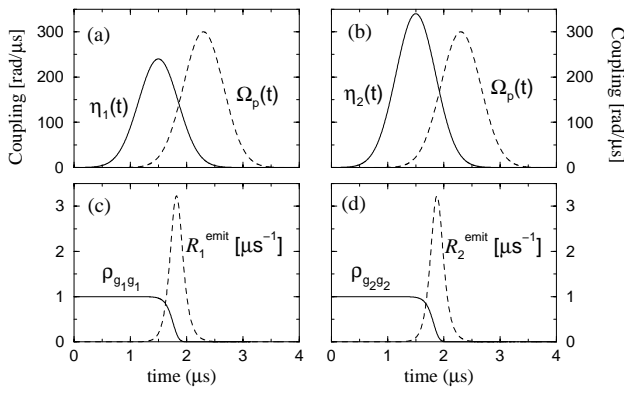 (a)
η₁(t)
Ωₚ(t)
Coupling [rad/μs]
300
200
100
0
(b)
η₂(t)
Ωₚ(t)
Coupling [rad/μs]
300
200
100
0
(c)
R₁ᵉᵐⁱᵗ [μs⁻¹]
ρg₁g₁
3
2
1
0
0 1 2 3 4
time (μs)
(d)
R₂ᵉᵐⁱᵗ [μs⁻¹]
ρg₂g₂
3
2
1
0
0 1 2 3 4
time (μs)